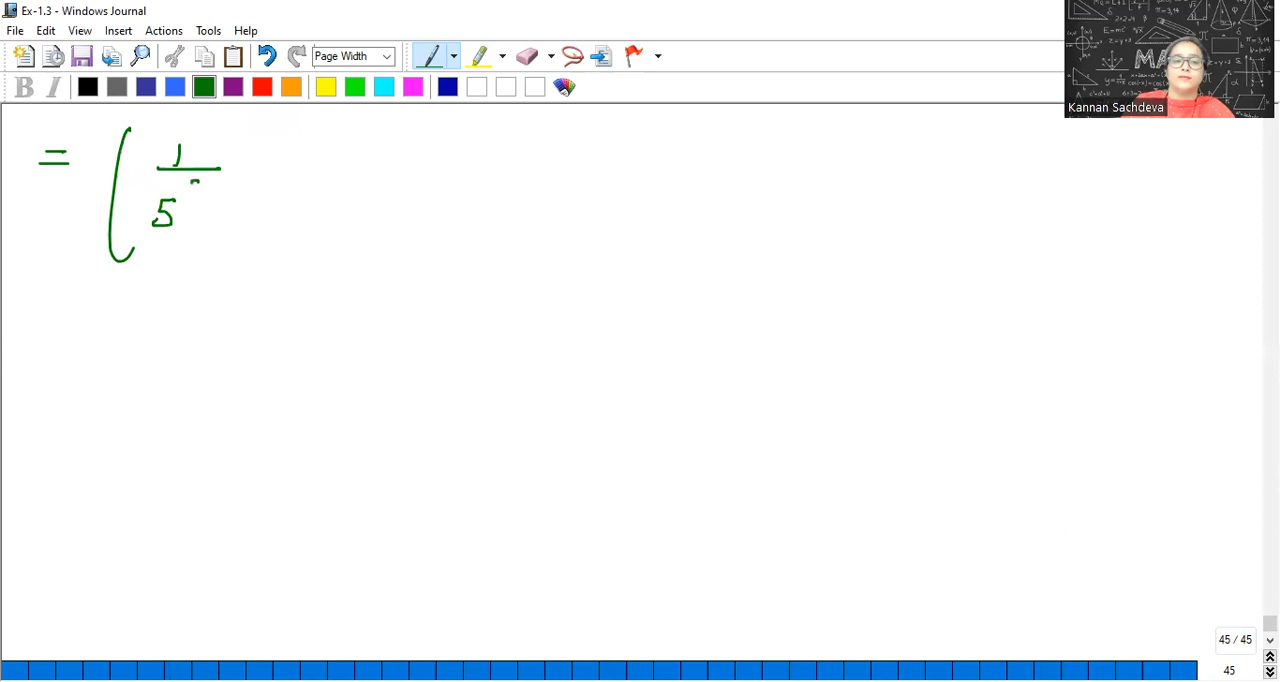 Ex-1.3 - Windows Journal
File Edit View Insert Actions Tools Help
Page Width
B I
Kannan Sachdeva
= ( 1
5
45 / 45
45